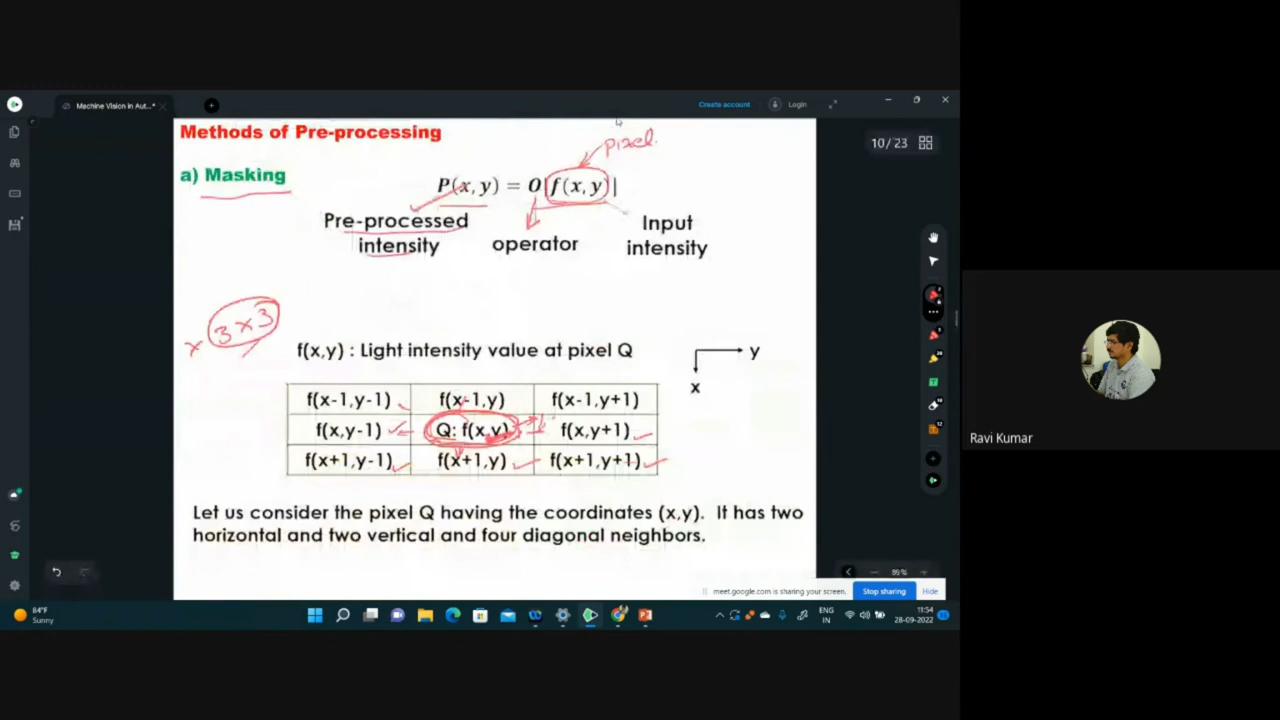 Machine Vision in Aut...*
Create account
Login
Methods of Pre-processing
10/23
pixel.
a) Masking
P(x, y) = O|f(x, y)|
Pre-processed
intensity
operator
Input
intensity
x 3x3
f(x,y) : Light intensity value at pixel Q
y
x
f(x-1,y-1) f(x-1,y) f(x-1,y+1)
f(x,y-1) Q: f(x,y) f(x,y+1)
f(x+1,y-1) f(x+1,y) f(x+1,y+1)
Let us consider the pixel Q having the coordinates (x,y). It has two
horizontal and two vertical and four diagonal neighbors.
89%
meet.google.com is sharing your screen.
Stop sharing
Hide
84°F
Sunny
ENG
IN
11:54
28-09-2022
Ravi Kumar